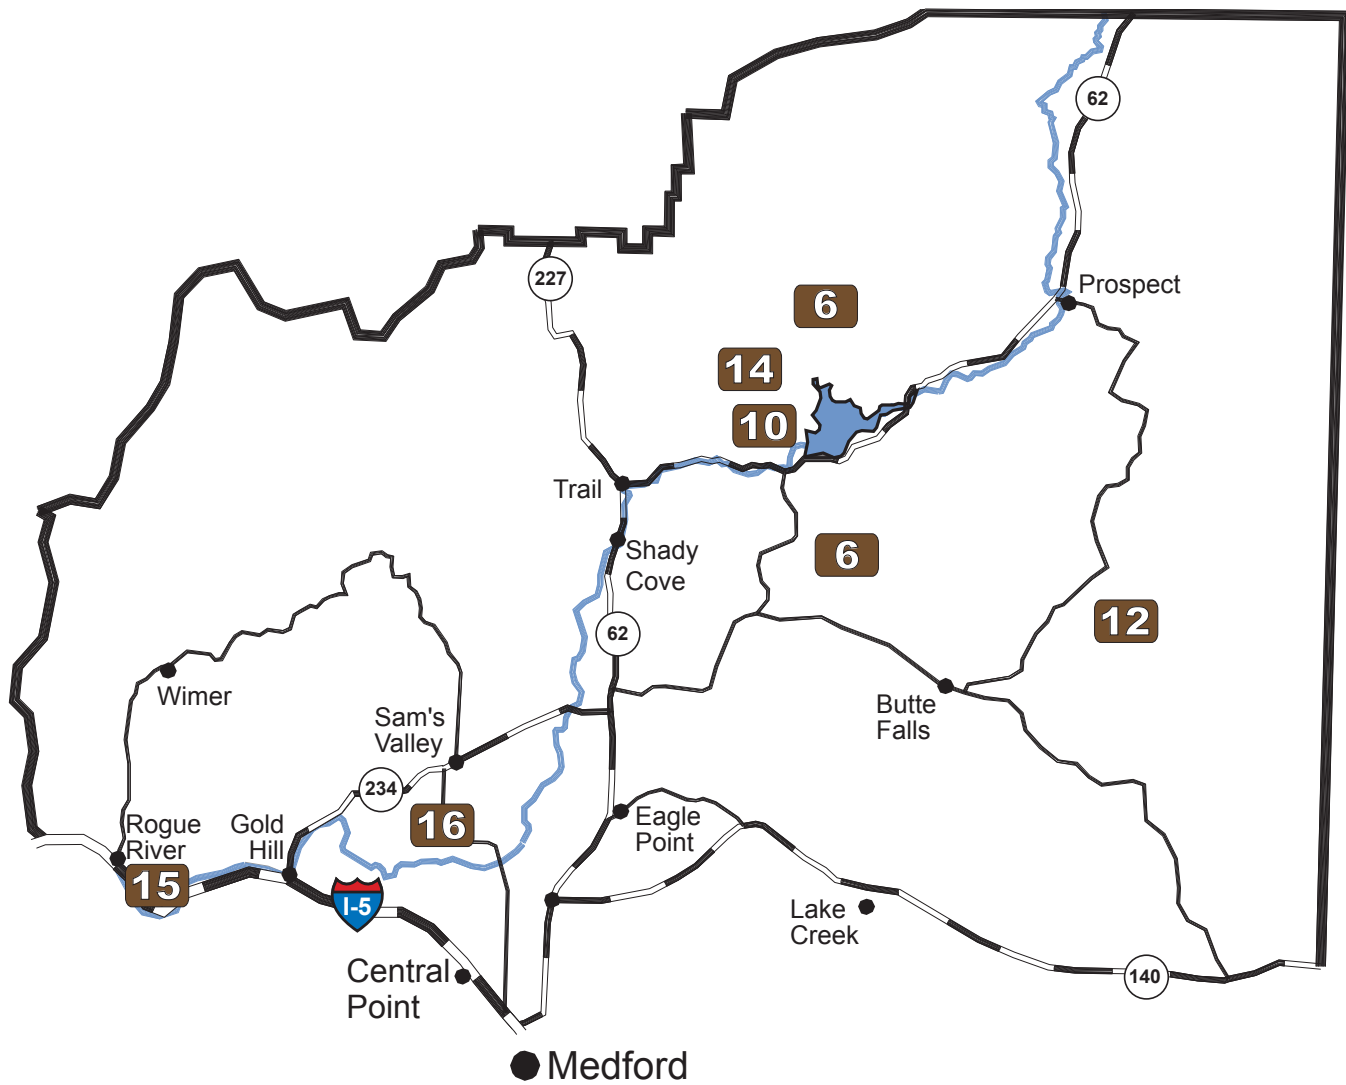 62
227
Prospect
6
14
10
Trail
Shady
Cove
6
12
62
Wimer
Sam's
Valley
Butte
Falls
234
16
Rogue
River
Gold
Hill
Eagle
Point
15
I-5
Lake
Creek
Central
Point
140
Medford